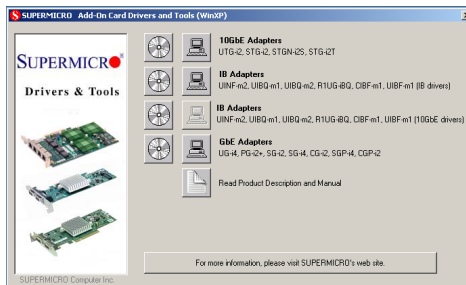 SUPERMICRO Add-On Card Drivers and Tools (WinXP)
SUPERMICRO
Drivers & Tools
10GbE Adapters
UTG-i2, STG-i2, STGN-i2S, STG-i2T
IB Adapters
UINF-m2, UIBQ-m1, UIBQ-m2, R1UG-iBQ, CIBF-m1, UIBF-m1 (IB drivers)
IB Adapters
UINF-m2, UIBQ-m1, UIBQ-m2, R1UG-iBQ, CIBF-m1, UIBF-m1 (10GbE drivers)
GbE Adapters
UG-i4, PG-i2+, SG-i2, SG-i4, CG-i2, SGP-i4, CGP-i2
Read Product Description and Manual
For more information, please visit SUPERMICRO's web site.
SUPERMICRO Computer Inc.